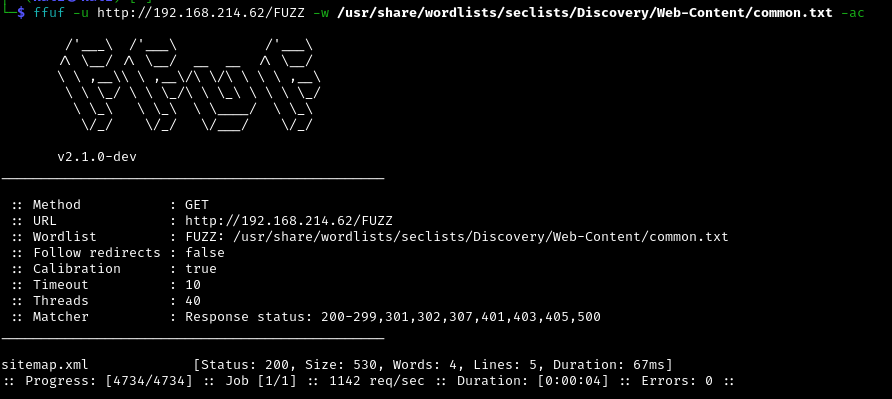 └─$ ffuf -u http://192.168.214.62/FUZZ -w /usr/share/wordlists/seclists/Discovery/Web-Content/common.txt -ac
        /'___\  /'___\           /'___\
       /\ \__/ /\ \__/  __  __  /\ \__/
       \ \ ,__\\ \ ,__\/\ \/\ \ \ \ ,__\
        \ \ \_/ \ \ \_/\ \ \_\ \ \ \ \_/
         \ \_\   \ \_\  \ \____/  \ \_\
          \/_/    \/_/   \/___/    \/_/
v2.1.0-dev
________________________________________________
:: Method           : GET
:: URL              : http://192.168.214.62/FUZZ
:: Wordlist         : FUZZ: /usr/share/wordlists/seclists/Discovery/Web-Content/common.txt
:: Follow redirects : false
:: Calibration      : true
:: Timeout          : 10
:: Threads          : 40
:: Matcher          : Response status: 200-299,301,302,307,401,403,405,500
________________________________________________
sitemap.xml             [Status: 200, Size: 530, Words: 4, Lines: 5, Duration: 67ms]
:: Progress: [4734/4734] :: Job [1/1] :: 1142 req/sec :: Duration: [0:00:04] :: Errors: 0 ::